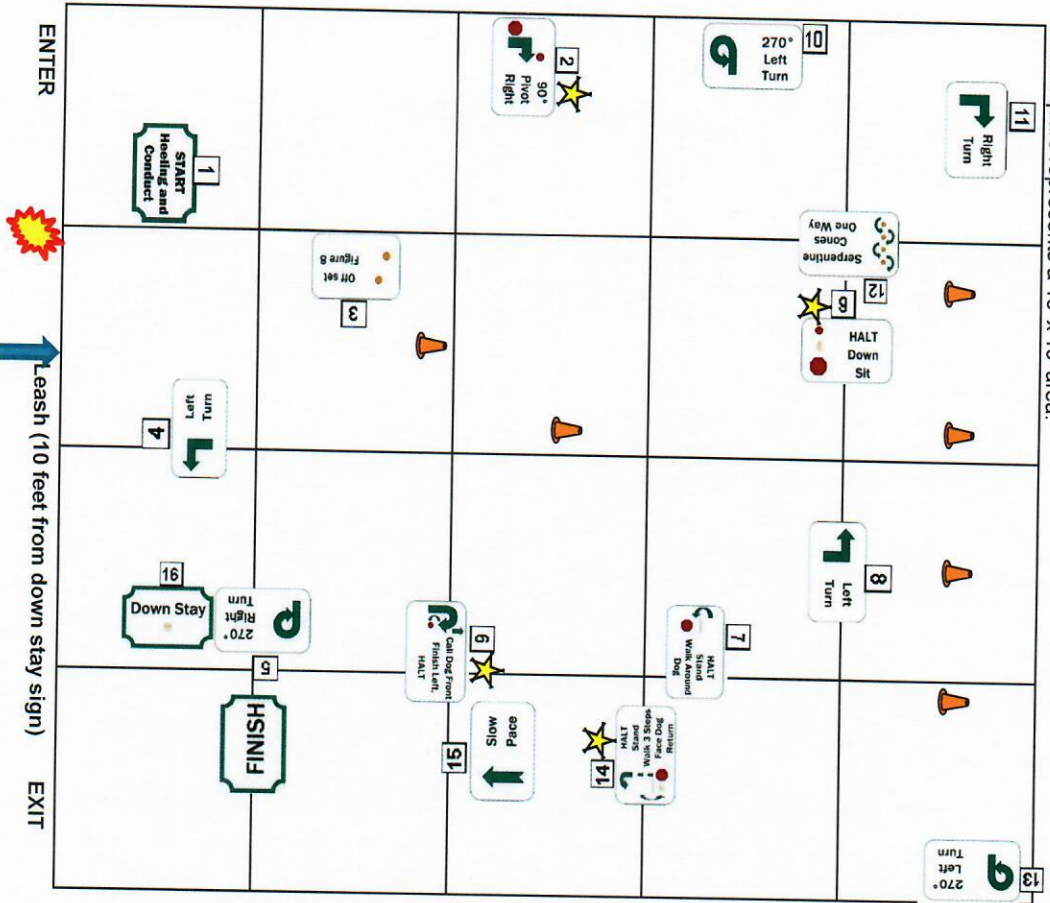 10 x 10 area.
11
Right
Turn
10
270°
Left
Turn
2
90°
Pivot
Right
1
START
Heeling and
Conduct
ENTER
12
Serpentine
Cones
One Way
9
HALT
Down
Sit
3
Off set
Figure 8
4
Left
Turn
8
Left
Turn
7
HALT
Stand
Walk Around
Dog
6
Call Dog Front
Finish Left,
HALT
5
270°
Right
Turn
16
Down Stay
Leash (10 feet from down stay sign)
14
HALT
Stand
Walk 3 Steps
Face Dog
Return
15
Slow
Pace
FINISH
13
270°
Left
Turn
EXIT